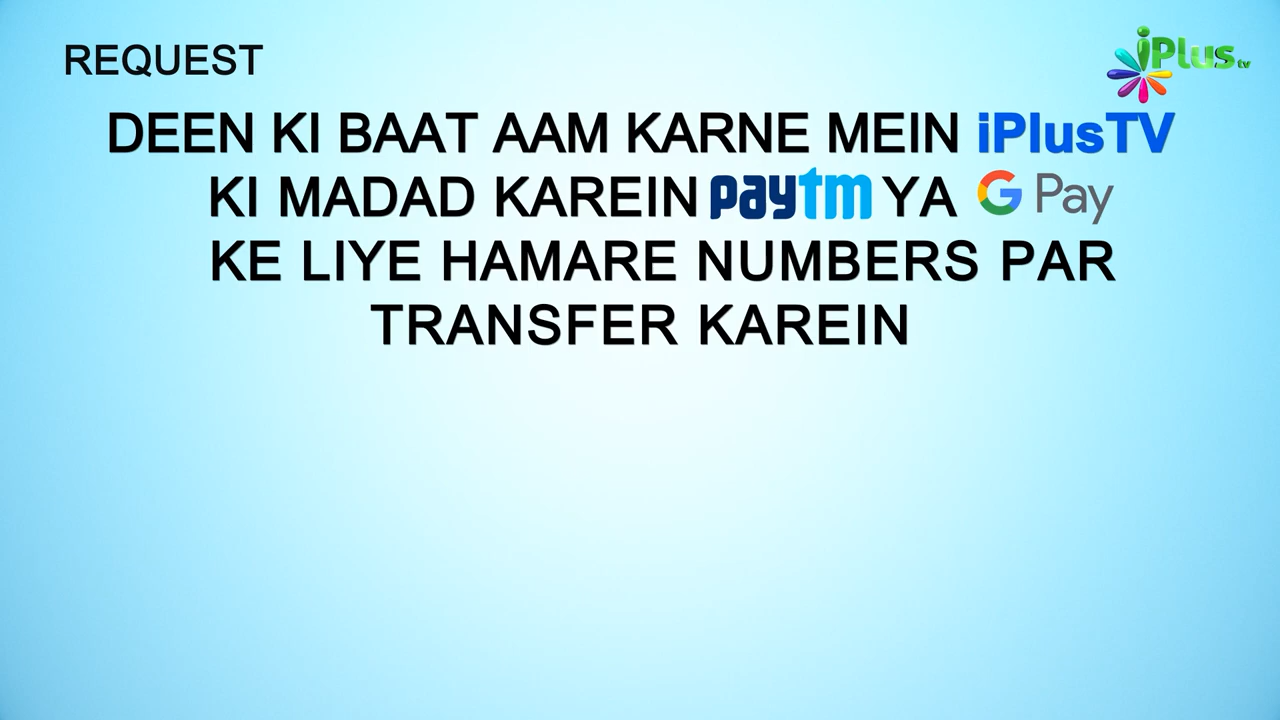 REQUEST
iPlus tv
DEEN KI BAAT AAM KARNE MEIN iPlusTV
KI MADAD KAREIN paytm YA G Pay
KE LIYE HAMARE NUMBERS PAR
TRANSFER KAREIN